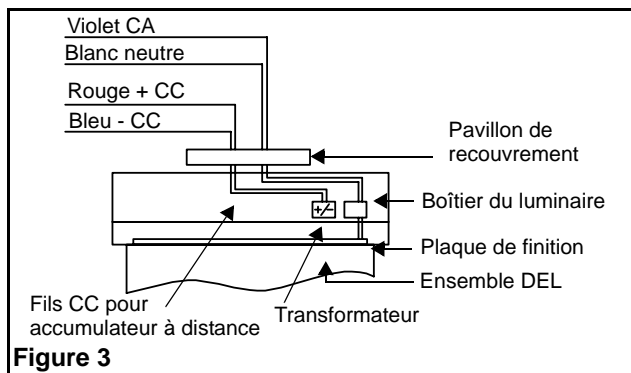 Violet CA
Blanc neutre
Rouge + CC
Bleu - CC
Pavillon de
recouvrement
+/-
Boîtier du luminaire
Plaque de finition
Ensemble DEL
Fils CC pour
accumulateur à distance
Transformateur
Figure 3